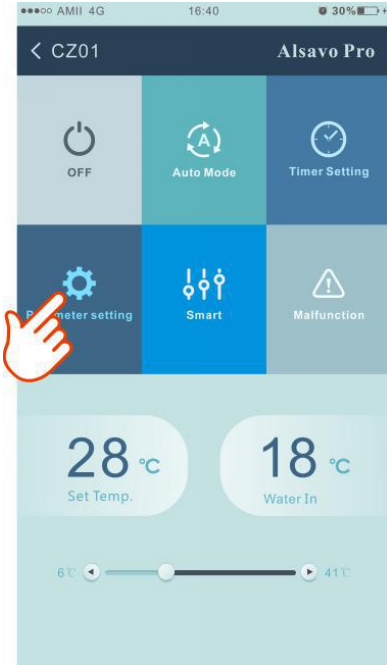 AMII 4G 16:40 30%
CZ01 Alsavo Pro
OFF Auto Mode Timer Setting
Parameter setting Smart Malfunction
28 °C 18 °C
Set Temp. Water In
6℃ 41℃